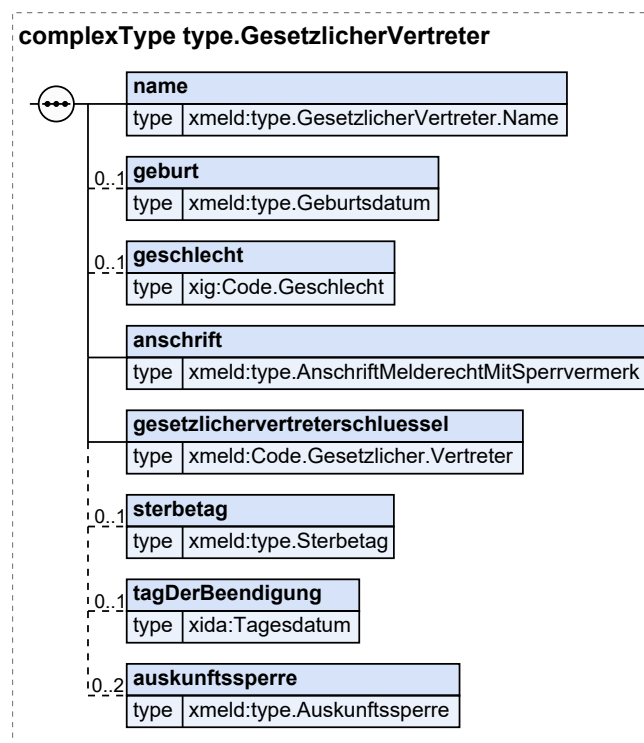 complexType type.GesetzlicherVertreter
name
type xmeld:type.GesetzlicherVertreter.Name
0..1 geburt
type xmeld:type.Geburtsdatum
0..1 geschlecht
type xig:Code.Geschlecht
anschrift
type xmeld:type.AnschriftMelderechtMitSperrvermerk
gesetzlichervertreterschluessel
type xmeld:Code.Gesetzlicher.Vertreter
0..1 sterbetag
type xmeld:type.Sterbetag
0..1 tagDerBeendigung
type xida:Tagesdatum
0..2 auskunftssperre
type xmeld:type.Auskunftssperre